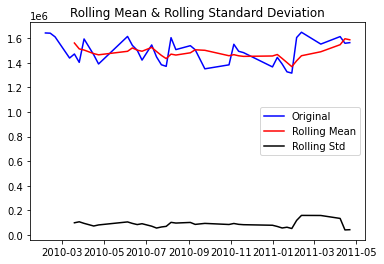 Rolling Mean & Rolling Standard Deviation
1e6
1.6
1.4
1.2
1.0
0.8
0.6
0.4
0.2
0.0
Original
Rolling Mean
Rolling Std
2010-03 2010-05 2010-07 2010-09 2010-11 2011-01 2011-03 2011-05